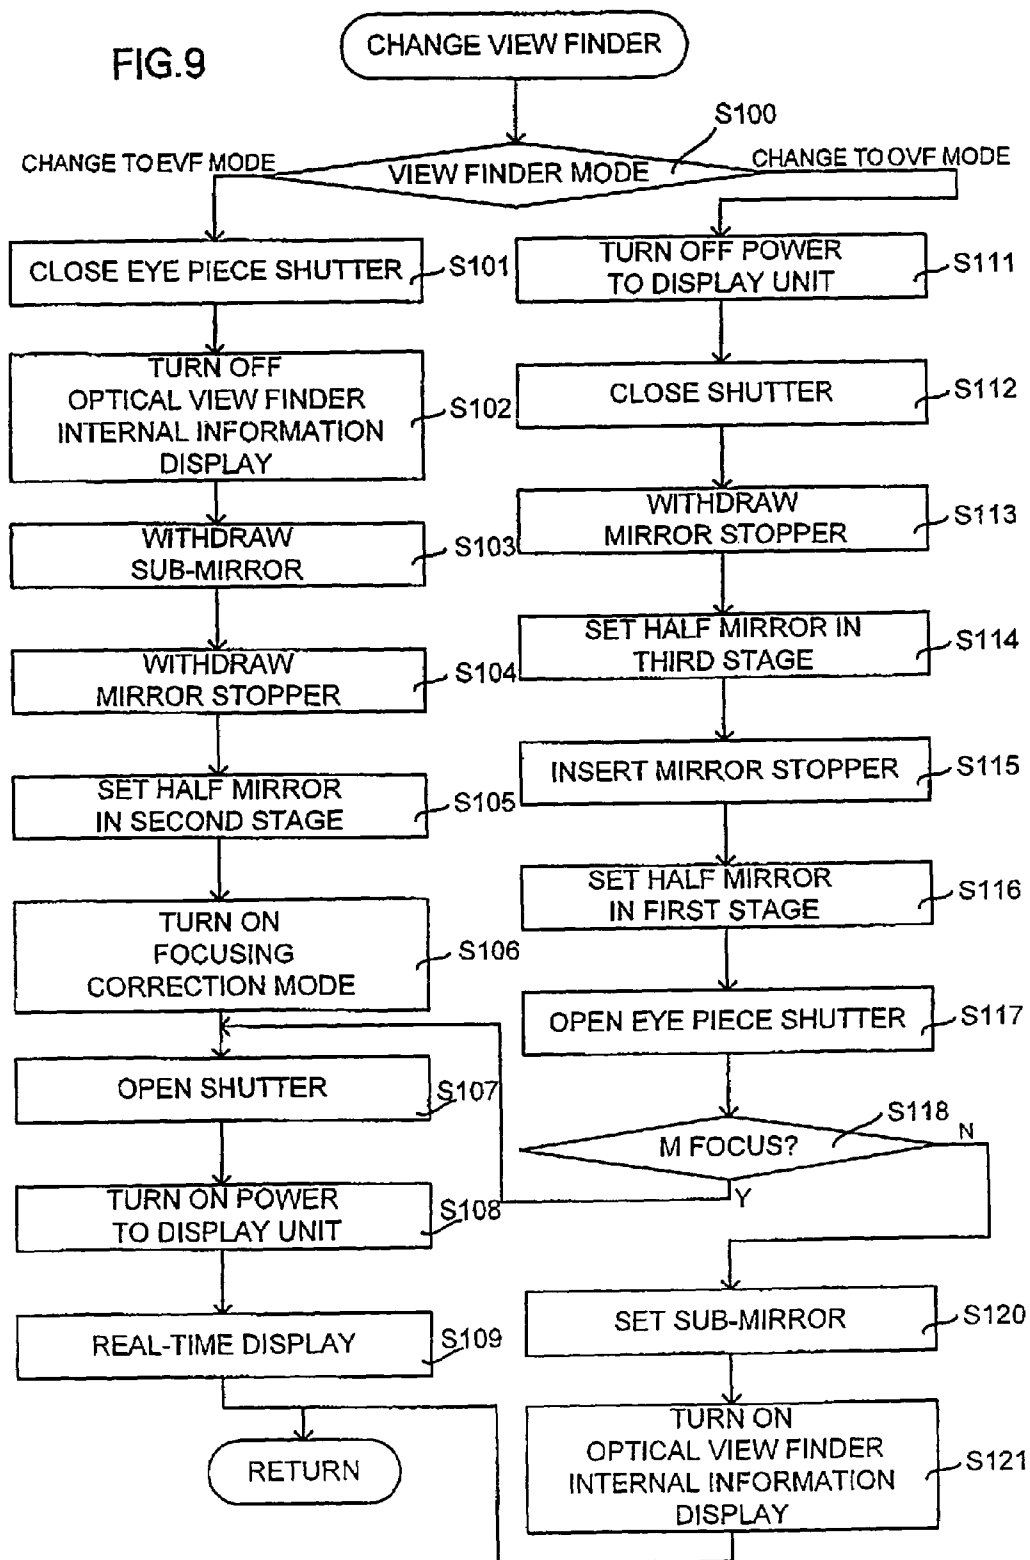 FIG.9
CHANGE VIEW FINDER
S100
CHANGE TO EVF MODE
VIEW FINDER MODE
CHANGE TO OVF MODE
CLOSE EYE PIECE SHUTTER
S101
TURN OFF
OPTICAL VIEW FINDER
INTERNAL INFORMATION
DISPLAY
S102
WITHDRAW
SUB-MIRROR
S103
WITHDRAW
MIRROR STOPPER
S104
SET HALF MIRROR
IN SECOND STAGE
S105
TURN ON
FOCUSING
CORRECTION MODE
S106
OPEN SHUTTER
S107
TURN ON POWER
TO DISPLAY UNIT
S108
REAL-TIME DISPLAY
S109
RETURN
TURN OFF POWER
TO DISPLAY UNIT
S111
CLOSE SHUTTER
S112
WITHDRAW
MIRROR STOPPER
S113
SET HALF MIRROR IN
THIRD STAGE
S114
INSERT MIRROR STOPPER
S115
SET HALF MIRROR
IN FIRST STAGE
S116
OPEN EYE PIECE SHUTTER
S117
M FOCUS?
S118
N
Y
SET SUB-MIRROR
S120
TURN ON
OPTICAL VIEW FINDER
INTERNAL INFORMATION
DISPLAY
S121